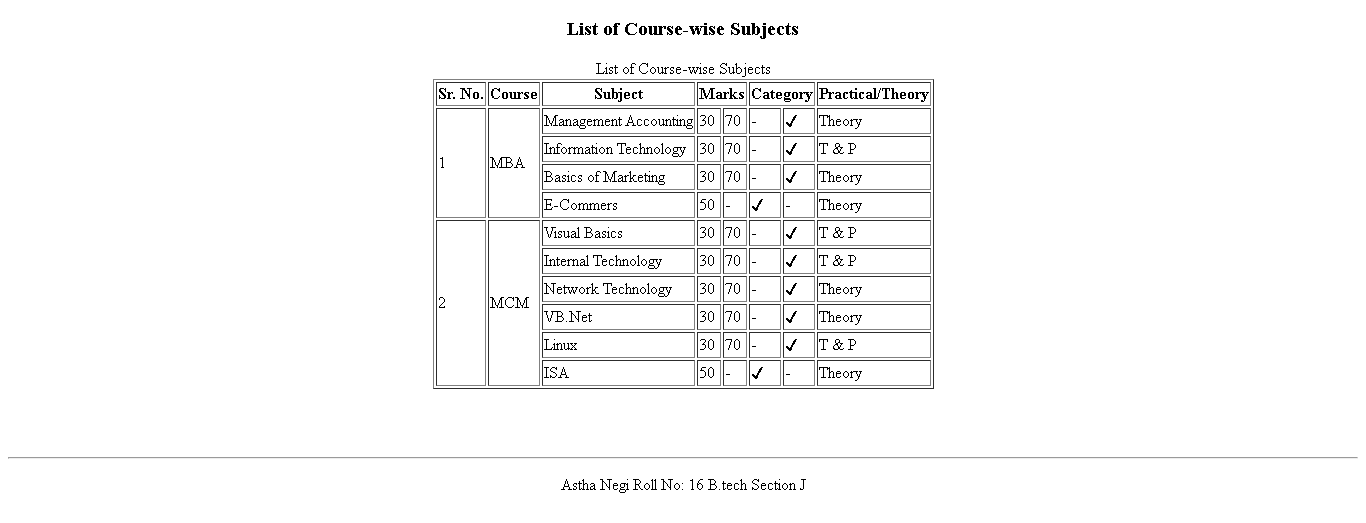 List of Course-wise Subjects
List of Course-wise Subjects
Sr. No. Course Subject Marks Category Practical/Theory
1 MBA Management Accounting 30 70 - ✓ Theory
Information Technology 30 70 - ✓ T & P
Basics of Marketing 30 70 - ✓ Theory
E-Commers 50 - ✓ - Theory
2 MCM Visual Basics 30 70 - ✓ T & P
Internal Technology 30 70 - ✓ T & P
Network Technology 30 70 - ✓ Theory
VB.Net 30 70 - ✓ Theory
Linux 30 70 - ✓ T & P
ISA 50 - ✓ - Theory
Astha Negi Roll No: 16 B.tech Section J